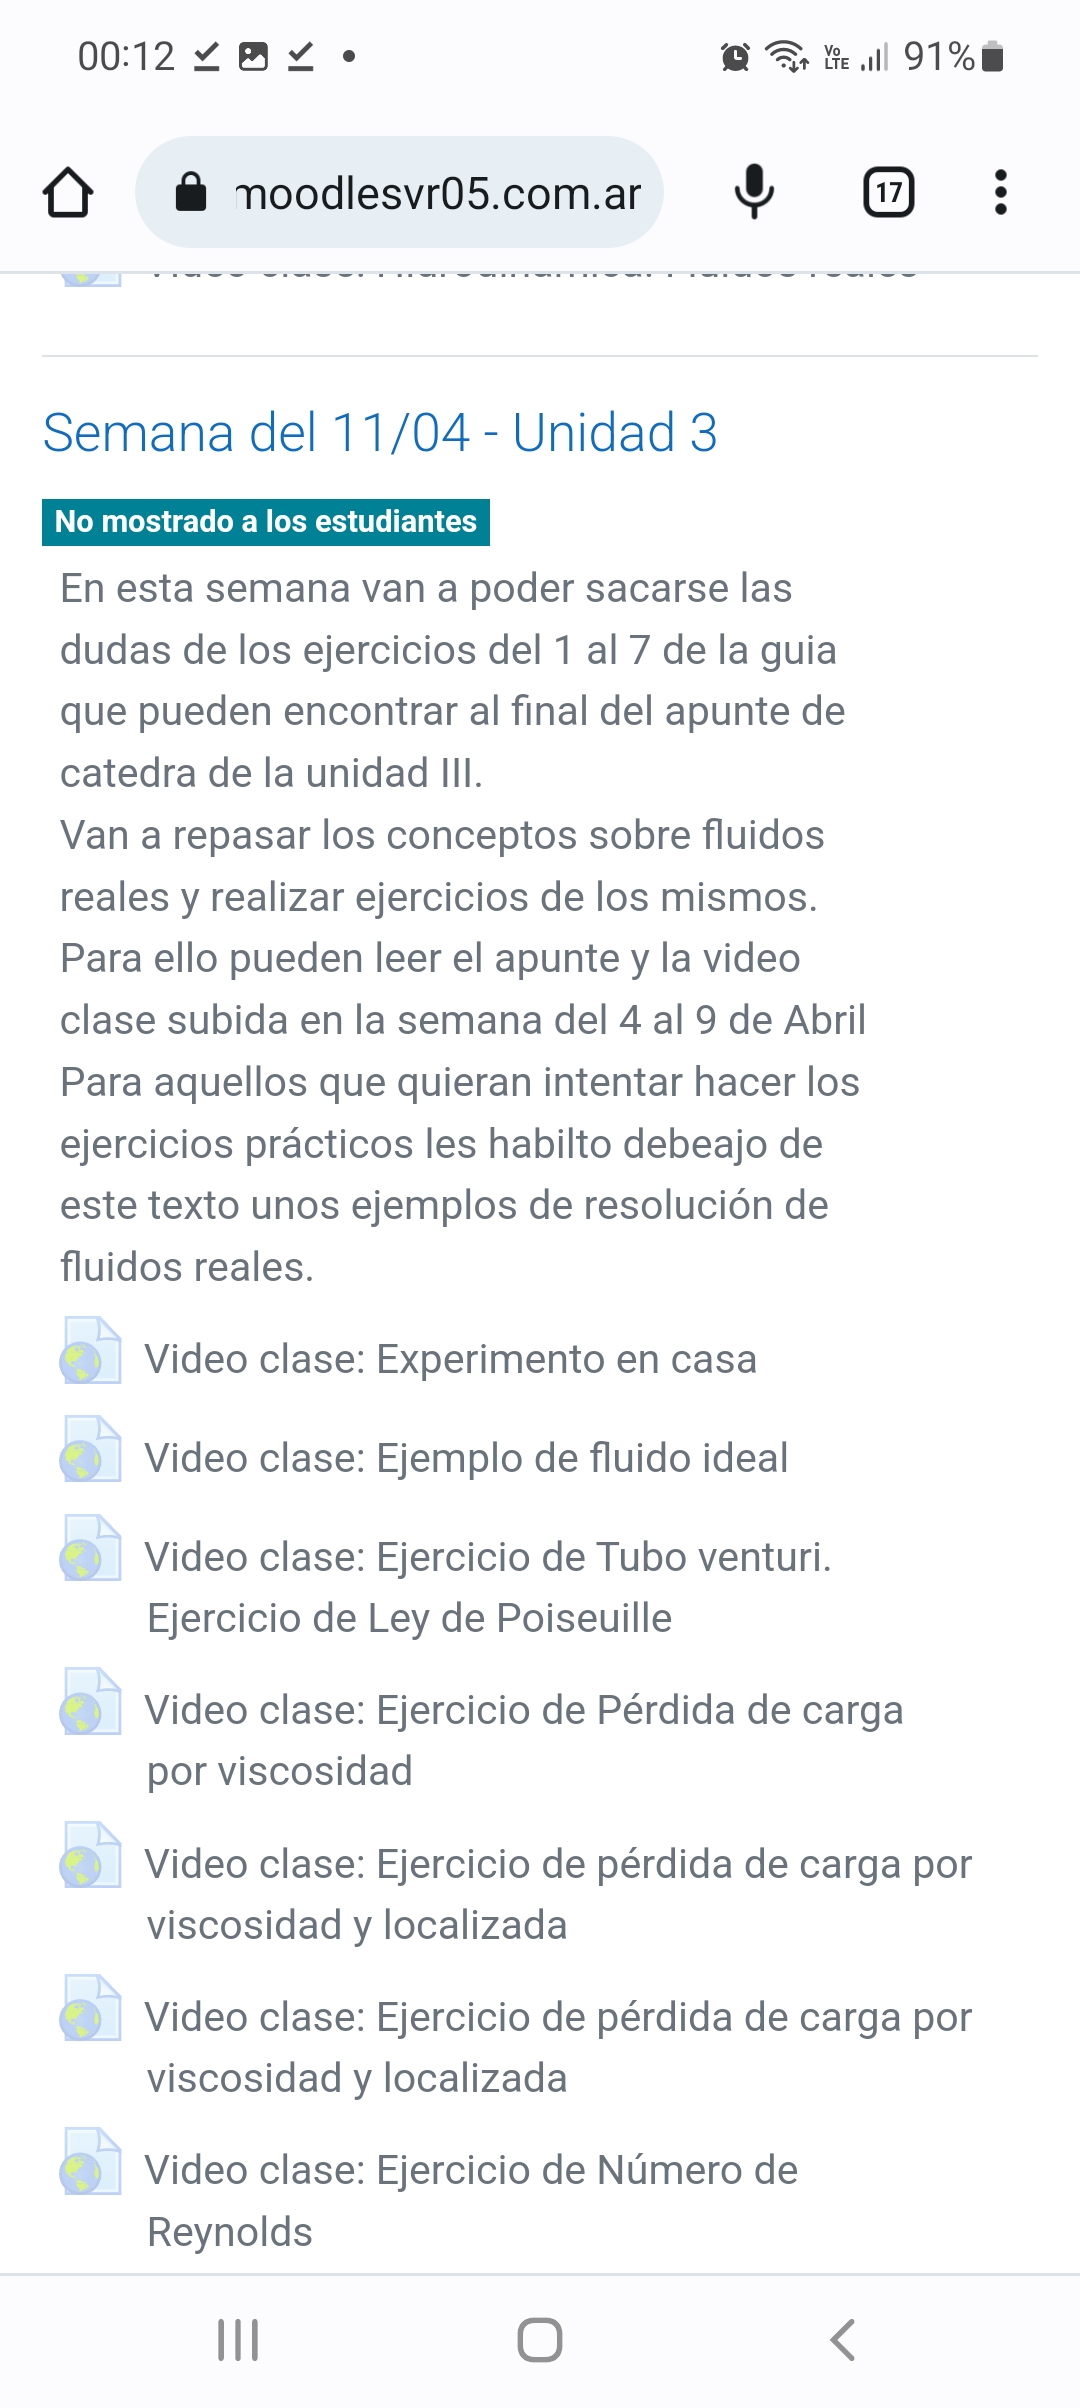 00:12
Vo LTE
91%
moodlesvr05.com.ar
17
Semana del 11/04 - Unidad 3
No mostrado a los estudiantes
En esta semana van a poder sacarse las
dudas de los ejercicios del 1 al 7 de la guia
que pueden encontrar al final del apunte de
catedra de la unidad III.
Van a repasar los conceptos sobre fluidos
reales y realizar ejercicios de los mismos.
Para ello pueden leer el apunte y la video
clase subida en la semana del 4 al 9 de Abril
Para aquellos que quieran intentar hacer los
ejercicios prácticos les habilto debeajo de
este texto unos ejemplos de resolución de
fluidos reales.
Video clase: Experimento en casa
Video clase: Ejemplo de fluido ideal
Video clase: Ejercicio de Tubo venturi.
Ejercicio de Ley de Poiseuille
Video clase: Ejercicio de Pérdida de carga
por viscosidad
Video clase: Ejercicio de pérdida de carga por
viscosidad y localizada
Video clase: Ejercicio de pérdida de carga por
viscosidad y localizada
Video clase: Ejercicio de Número de
Reynolds